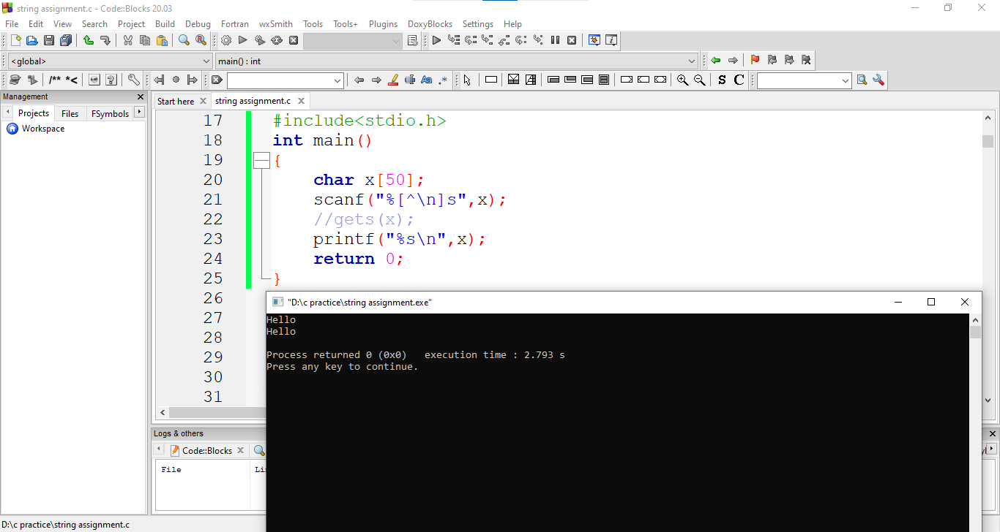 string assignment.c - Code::Blocks 20.03
File Edit View Search Project Build Debug Fortran wxSmith Tools Tools+ Plugins DoxyBlocks Settings Help
<global> main() : int
/** *< Aa .* S C
Management
Projects Files FSymbols
Workspace
Start here string assignment.c
17 #include<stdio.h>
18 int main()
19 {
20 char x[50];
21 scanf("%[^\n]s",x);
22 //gets(x);
23 printf("%s\n",x);
24 return 0;
25 }
26
27
28
29
30
31
"D:\c practice\string assignment.exe"
Hello
Hello
Process returned 0 (0x0) execution time : 2.793 s
Press any key to continue.
Logs & others
Code::Blocks
File
D:\c practice\string assignment.c